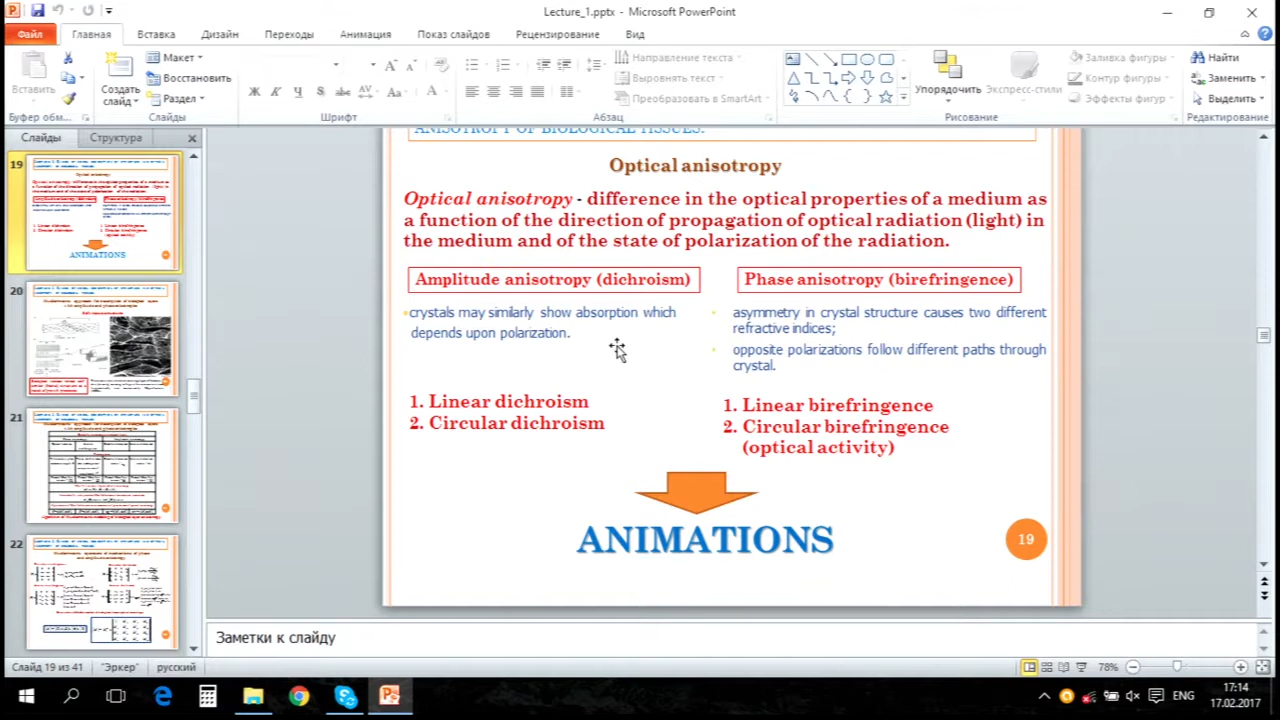 Lecture_1.pptx - Microsoft PowerPoint
Файл Главная Вставка Дизайн Переходы Анимация Показ слайдов Рецензирование Вид
Вставить
Буфер обм...
Создать
слайд
Макет
Восстановить
Раздел
Слайды
Шрифт
Направление текста
Выровнять текст
Преобразовать в SmartArt
Абзац
Упорядочить
Экспресс-стили
Заливка фигуры
Контур фигуры
Эффекты фигур
Рисование
Найти
Заменить
Выделить
Редактирование
Слайды Структура
19
Optical anisotropy
ANIMATIONS
20
21
22
ANISOTROPY OF BIOLOGICAL TISSUES.
Optical anisotropy
Optical anisotropy - difference in the optical properties of a medium as
a function of the direction of propagation of optical radiation (light) in
the medium and of the state of polarization of the radiation.
Amplitude anisotropy (dichroism)
crystals may similarly show absorption which
depends upon polarization.
1. Linear dichroism
2. Circular dichroism
Phase anisotropy (birefringence)
asymmetry in crystal structure causes two different
refractive indices;
opposite polarizations follow different paths through
crystal.
1. Linear birefringence
2. Circular birefringence
(optical activity)
ANIMATIONS
19
Заметки к слайду
Слайд 19 из 41 "Эркер" русский
78%
ENG
17:14
17.02.2017